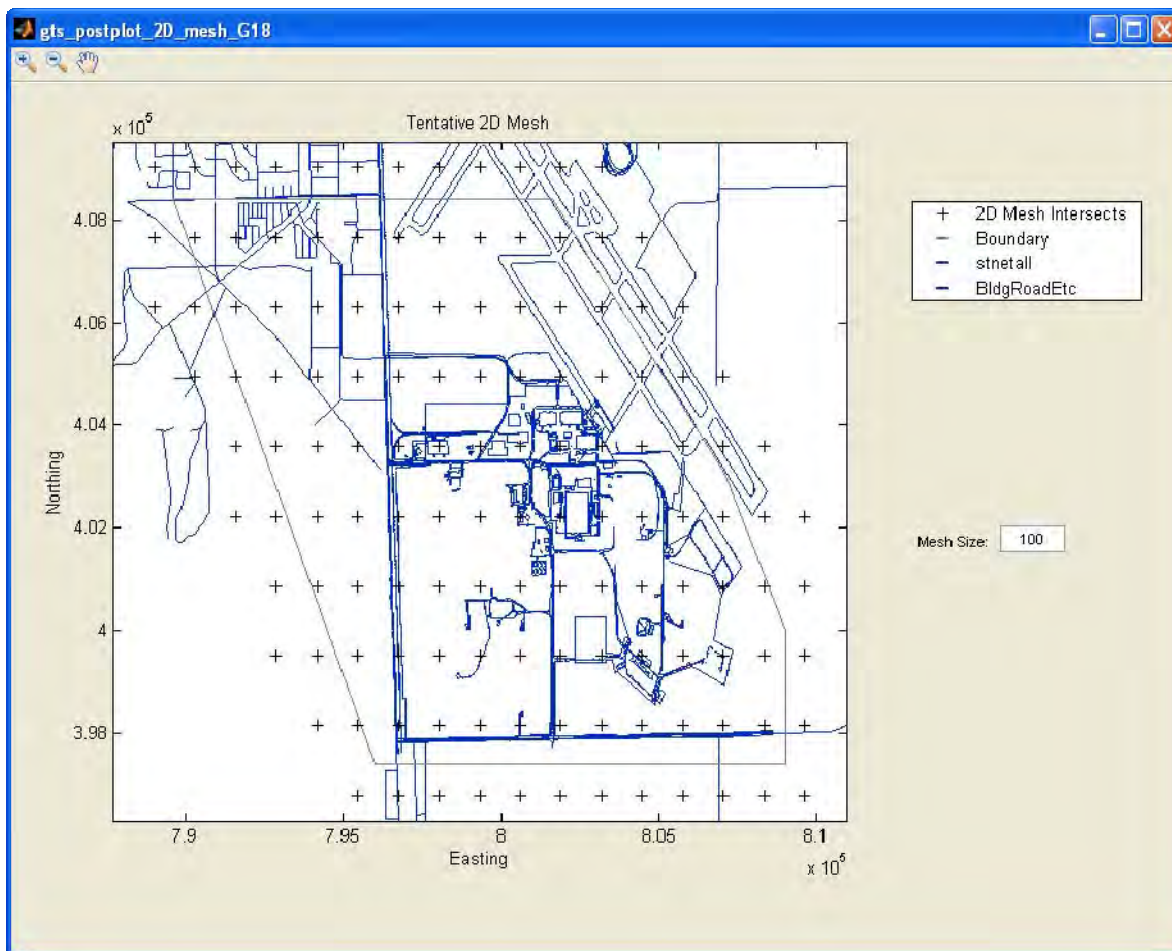 gts_postplot_2D_mesh_G18
Tentative 2D Mesh
x 10^5
4.08
4.06
4.04
4.02
4
3.98
Northing
7.9
7.95
8
8.05
8.1
Easting
x 10^5
2D Mesh Intersects
Boundary
stnetall
BldgRoadEtc
Mesh Size: 100